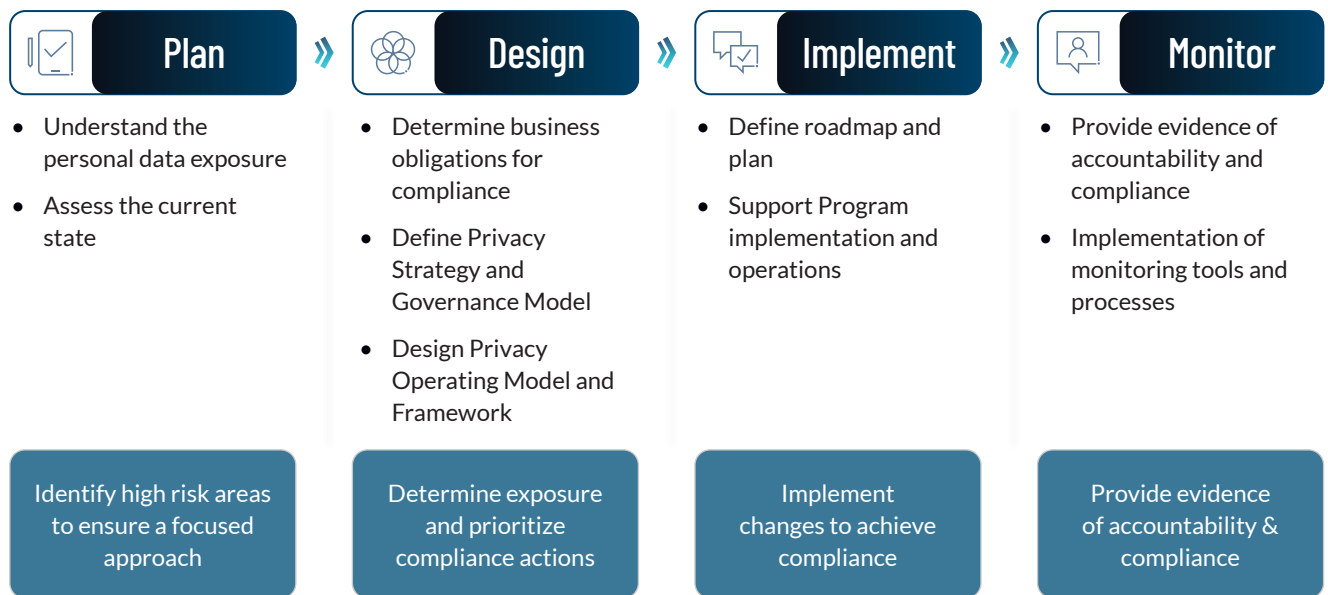 Plan
Design
Implement
Monitor
• Understand the
personal data exposure
• Assess the current
state
• Determine business
obligations for
compliance
• Define Privacy
Strategy and
Governance Model
• Design Privacy
Operating Model and
Framework
• Define roadmap and
plan
• Support Program
implementation and
operations
• Provide evidence of
accountability and
compliance
• Implementation of
monitoring tools and
processes
Identify high risk areas
to ensure a focused
approach
Determine exposure
and prioritize
compliance actions
Implement
changes to achieve
compliance
Provide evidence
of accountability &
compliance